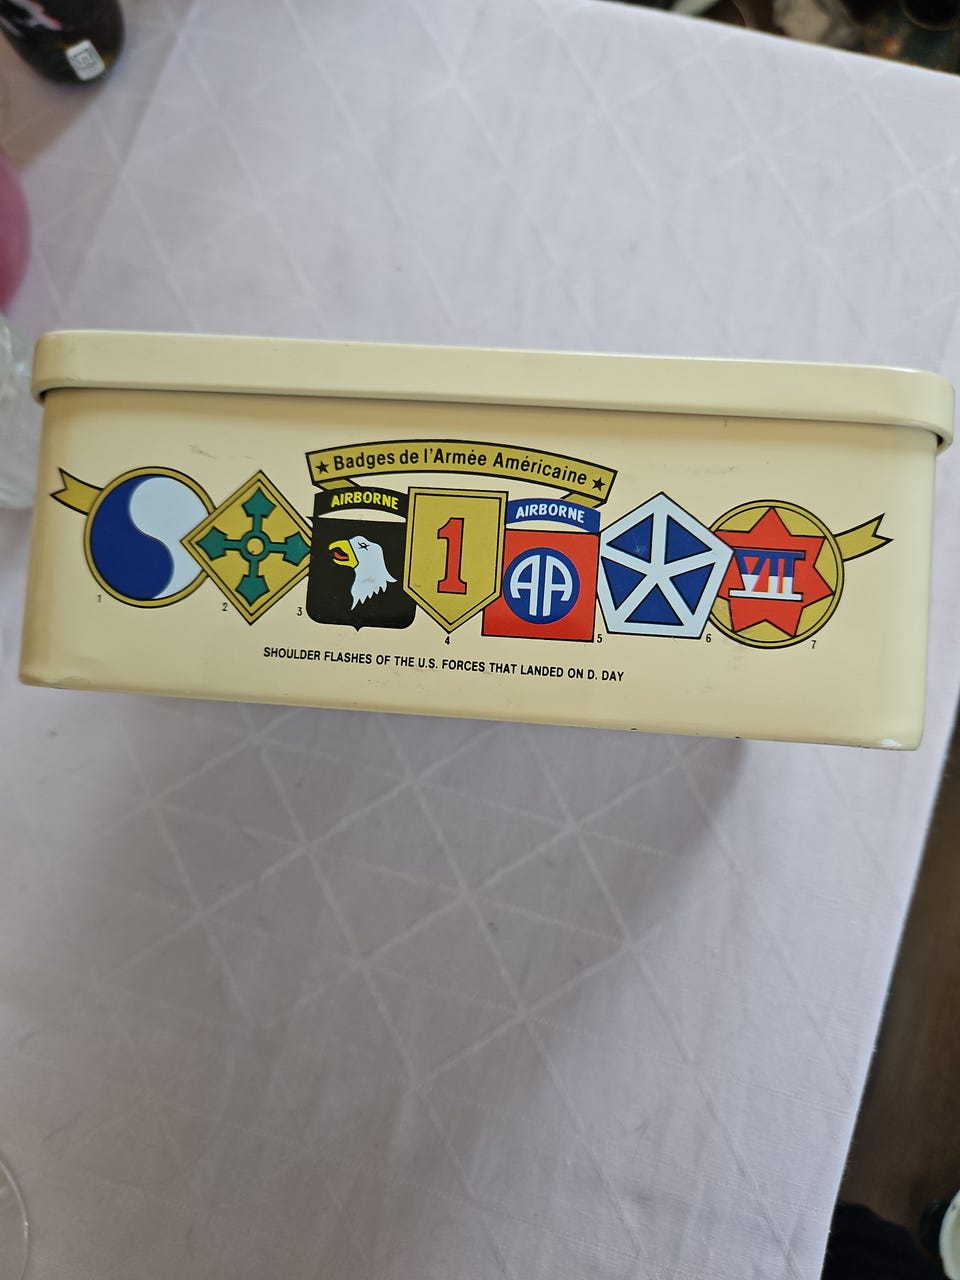 ★ Badges de l'Armée Américaine ★
AIRBORNE
1
AIRBORNE
AA
VII
1
2
3
4
5
6
7
SHOULDER FLASHES OF THE U.S. FORCES THAT LANDED ON D. DAY